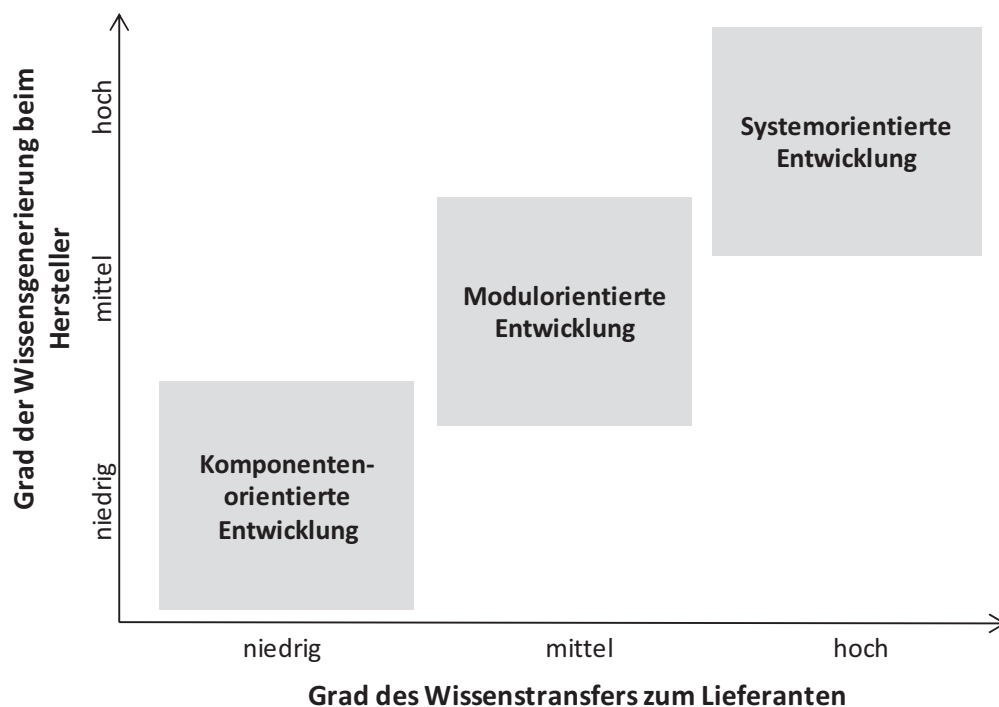 Grad der Wissensgenerierung beim
Hersteller
hoch
mittel
niedrig
Systemorientierte
Entwicklung
Modulorientierte
Entwicklung
Komponenten-
orientierte
Entwicklung
niedrig
mittel
hoch
Grad des Wissenstransfers zum Lieferanten